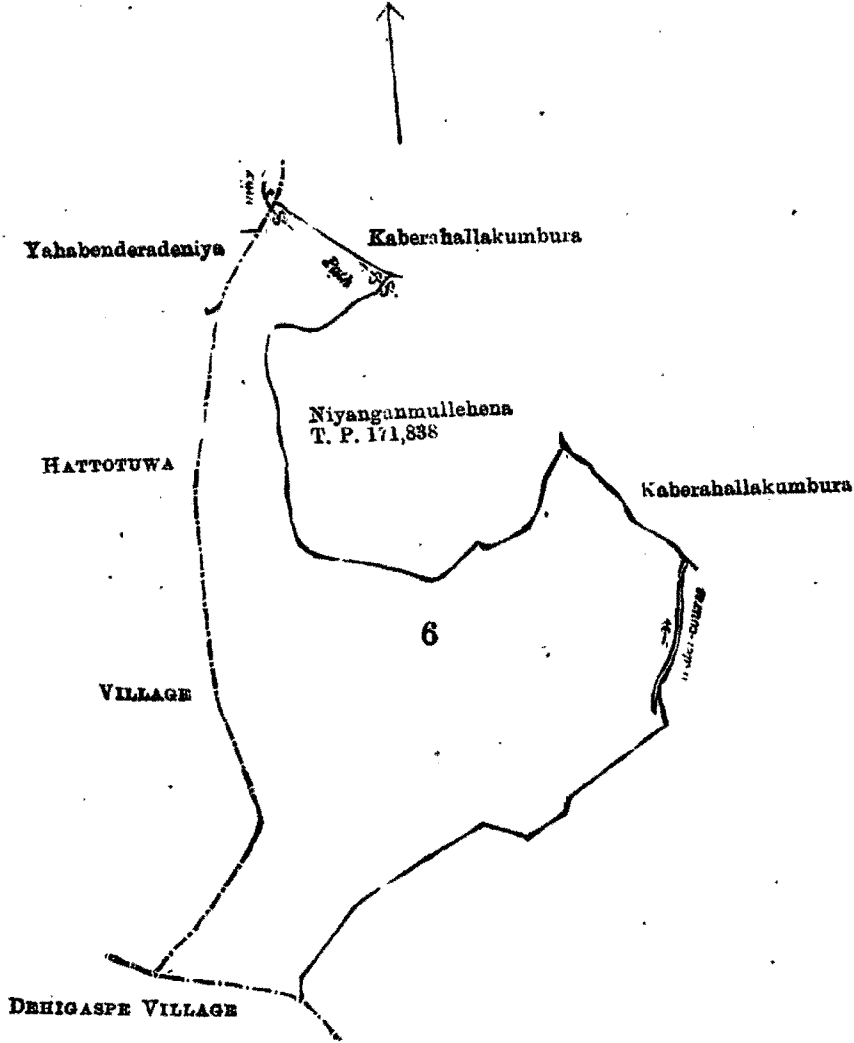 Yahabenderadeniya
Kaberahallakumbura
Path
Niyanganmullehena
T. P. 171,838
HATTOTUWA
Kaberahallakumbura
6
VILLAGE
DEHIGASPE VILLAGE